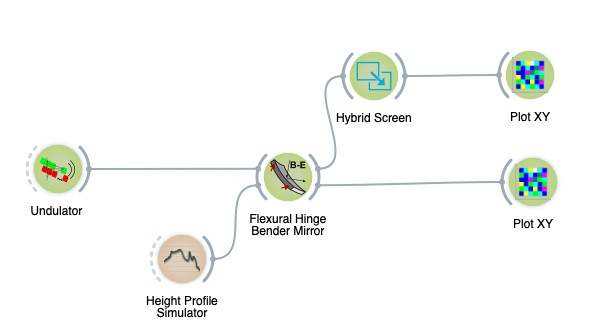 Hybrid Screen
Plot XY
B-E
Undulator
Flexural Hinge
Bender Mirror
Plot XY
Height Profile
Simulator